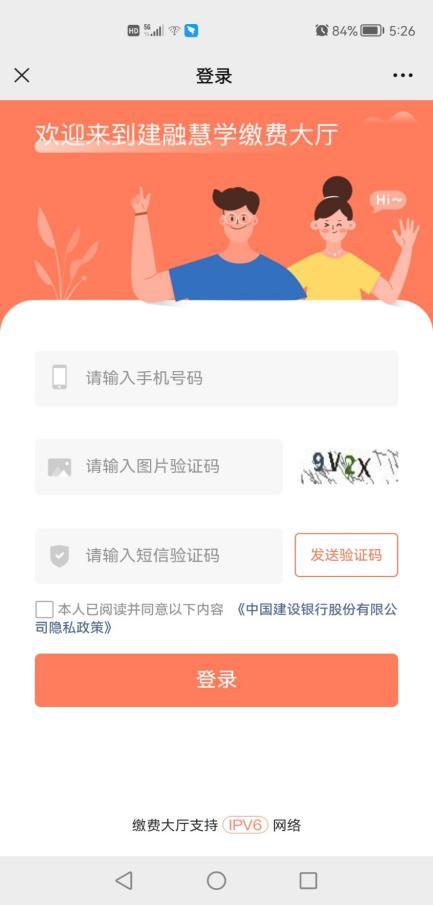 HD 5G 84% 5:26
登录
欢迎来到建融慧学缴费大厅
Hi~
请输入手机号码
请输入图片验证码
9V2X
请输入短信验证码
发送验证码
本人已阅读并同意以下内容 《中国建设银行股份有限公
司隐私政策》
登录
缴费大厅支持 IPV6 网络